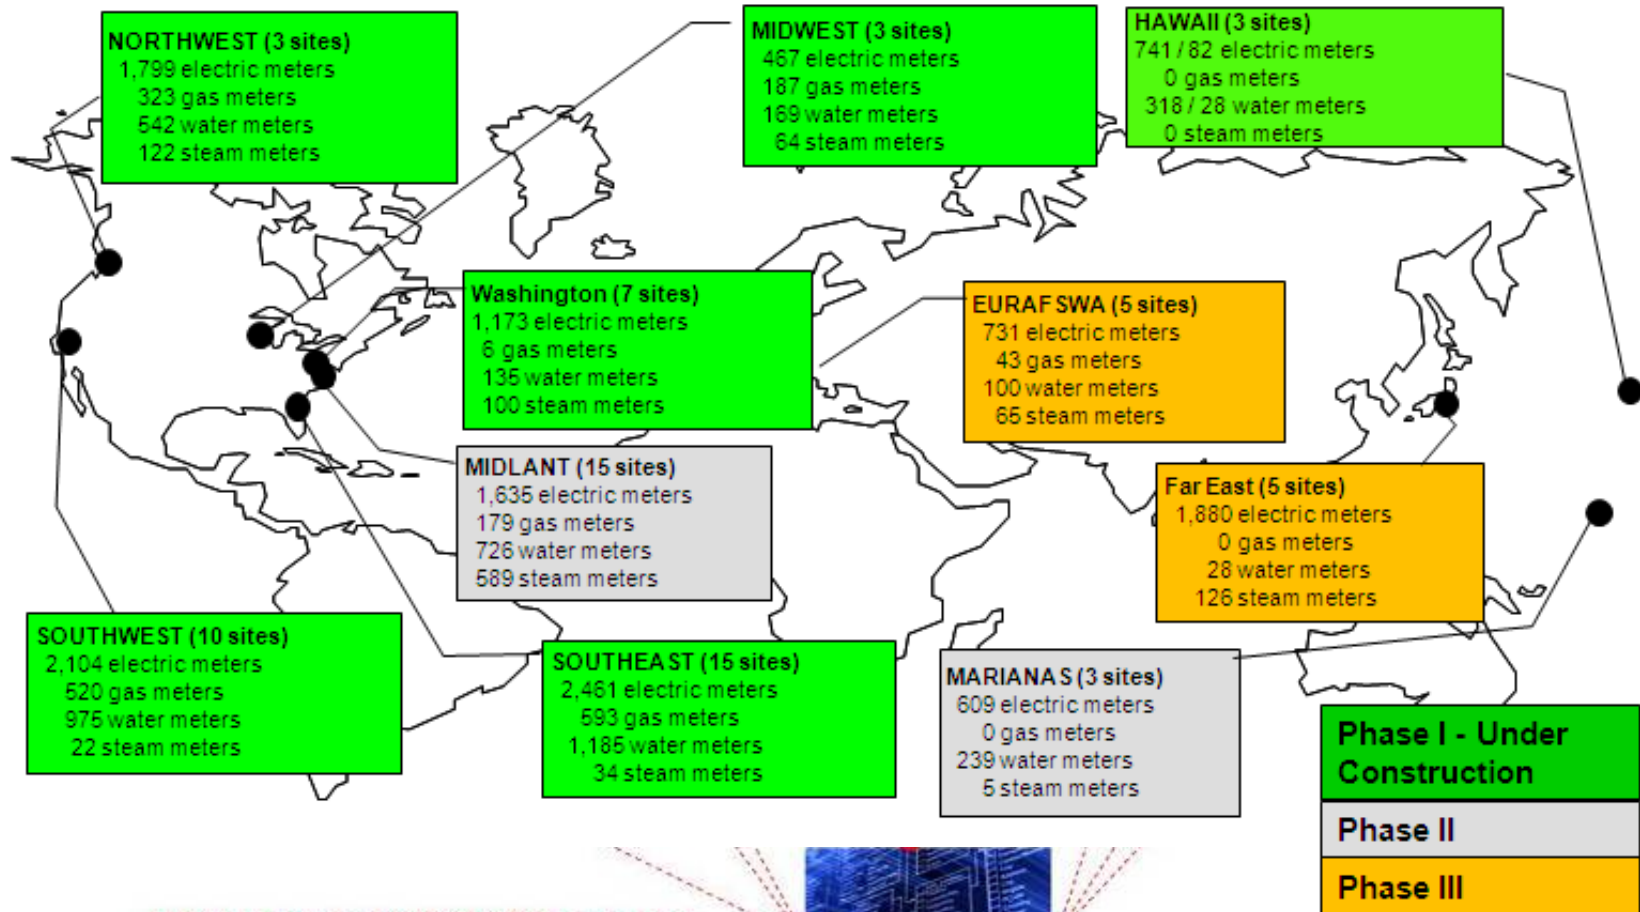 NORTHWEST (3 sites)
1,799 electric meters
323 gas meters
542 water meters
122 steam meters
MIDWEST (3 sites)
467 electric meters
187 gas meters
169 water meters
64 steam meters
HAWAII (3 sites)
741 / 82 electric meters
0 gas meters
318 / 28 water meters
0 steam meters
Washington (7 sites)
1,173 electric meters
6 gas meters
135 water meters
100 steam meters
EURAFSWA (5 sites)
731 electric meters
43 gas meters
100 water meters
65 steam meters
MIDLANT (15 sites)
1,635 electric meters
179 gas meters
726 water meters
589 steam meters
Far East (5 sites)
1,880 electric meters
0 gas meters
28 water meters
126 steam meters
SOUTHWEST (10 sites)
2,104 electric meters
520 gas meters
975 water meters
22 steam meters
SOUTHEAST (15 sites)
2,461 electric meters
593 gas meters
1,185 water meters
34 steam meters
MARIANAS (3 sites)
609 electric meters
0 gas meters
239 water meters
5 steam meters
Phase I - Under
Construction
Phase II
Phase III